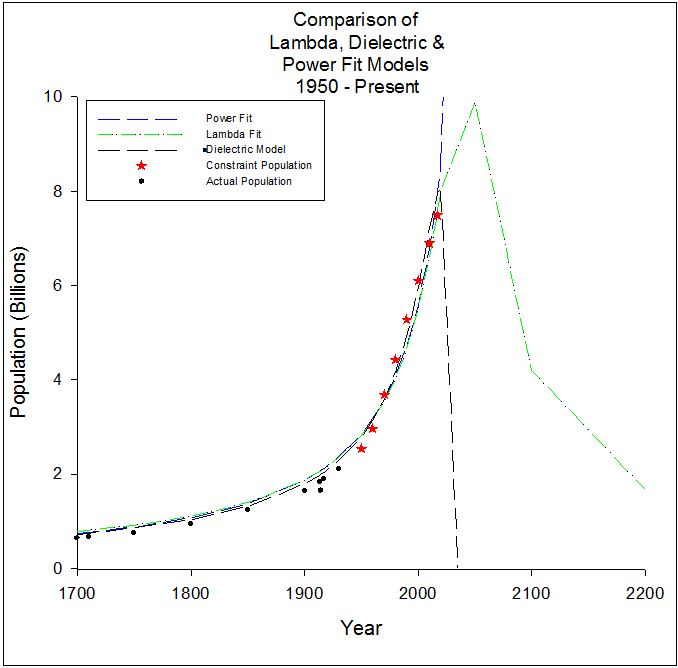 Comparison of
Lambda, Dielectric &
Power Fit Models
1950 - Present
10
8
6
4
2
0
Population (Billions)
Power Fit
Lambda Fit
Dielectric Model
Constraint Population
Actual Population
1700 1800 1900 2000 2100 2200
Year